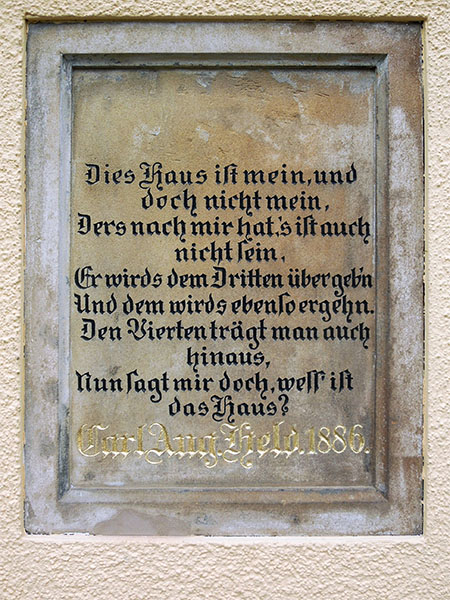 Dies Haus ist mein, und
doch nicht mein,
Ders nach mir hat's ist auch
nicht sein,
Er wirds dem Dritten übergeb'n
Und dem wirds ebenso ergehn.
Den Vierten trägt man auch
hinaus,
Nun sagt mir doch, wess' ist
das Haus?
Carl Aug. Held. 1886.